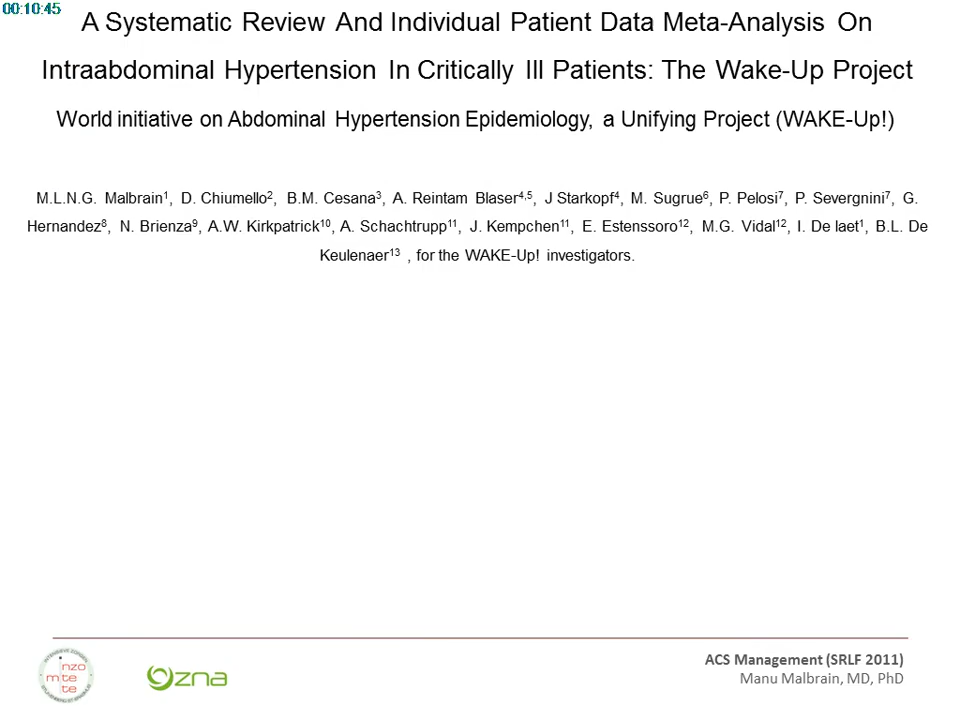 00:10:45
A Systematic Review And Individual Patient Data Meta-Analysis On
Intraabdominal Hypertension In Critically Ill Patients: The Wake-Up Project
World initiative on Abdominal Hypertension Epidemiology, a Unifying Project (WAKE-Up!)
M.L.N.G. Malbrain1, D. Chiumello2, B.M. Cesana3, A. Reintam Blaser4,5, J Starkopf4, M. Sugrue6, P. Pelosi7, P. Severgnini7, G.
Hernandez8, N. Brienza9, A.W. Kirkpatrick10, A. Schachtrupp11, J. Kempchen11, E. Estenssoro12, M.G. Vidal12, I. De laet1, B.L. De
Keulenaer13 , for the WAKE-Up! investigators.
inzo
mite
te
zna
ACS Management (SRLF 2011)
Manu Malbrain, MD, PhD